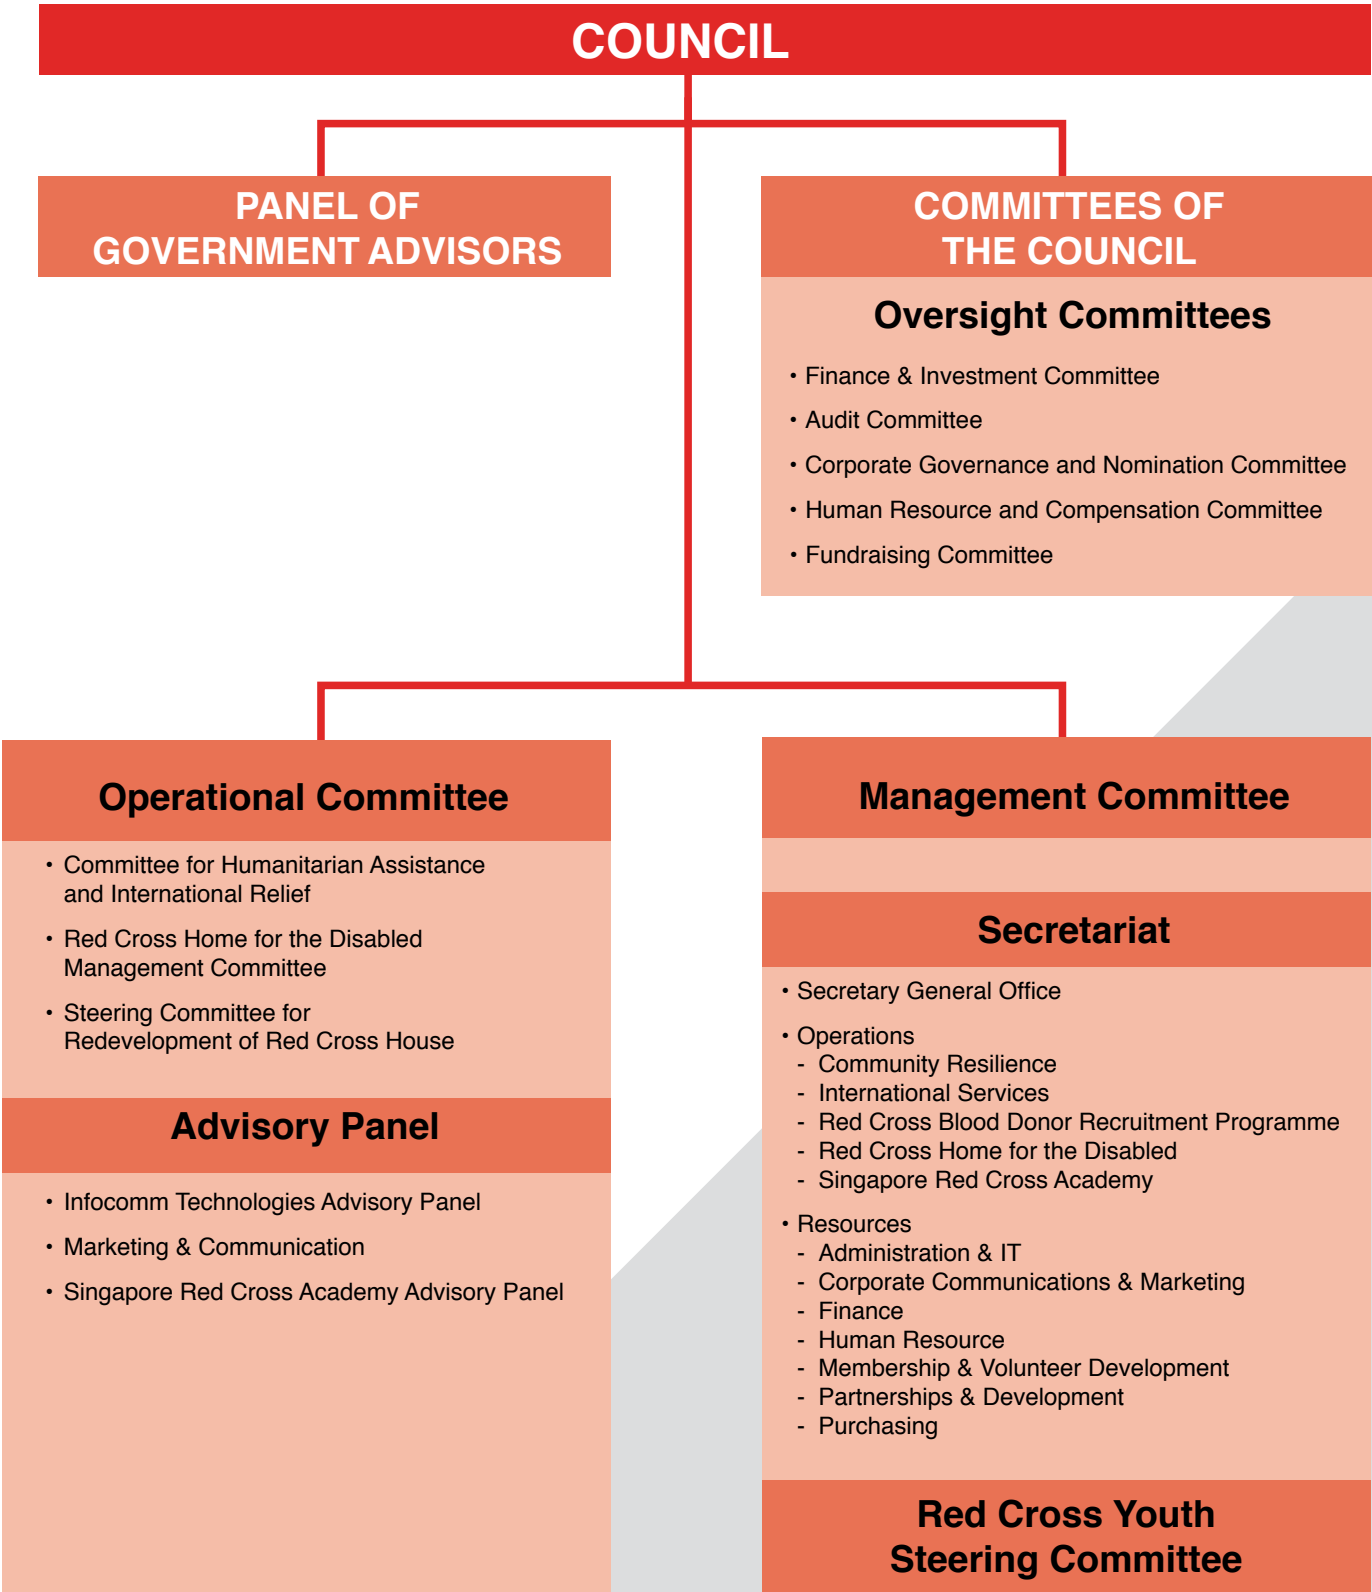 COUNCIL
PANEL OF
GOVERNMENT ADVISORS
COMMITTEES OF
THE COUNCIL
Oversight Committees
• Finance & Investment Committee
• Audit Committee
• Corporate Governance and Nomination Committee
• Human Resource and Compensation Committee
• Fundraising Committee
Operational Committee
• Committee for Humanitarian Assistance
and International Relief
• Red Cross Home for the Disabled
Management Committee
• Steering Committee for
Redevelopment of Red Cross House
Advisory Panel
• Infocomm Technologies Advisory Panel
• Marketing & Communication
• Singapore Red Cross Academy Advisory Panel
Management Committee
Secretariat
• Secretary General Office
• Operations
- Community Resilience
- International Services
- Red Cross Blood Donor Recruitment Programme
- Red Cross Home for the Disabled
- Singapore Red Cross Academy
• Resources
- Administration & IT
- Corporate Communications & Marketing
- Finance
- Human Resource
- Membership & Volunteer Development
- Partnerships & Development
- Purchasing
Red Cross Youth
Steering Committee